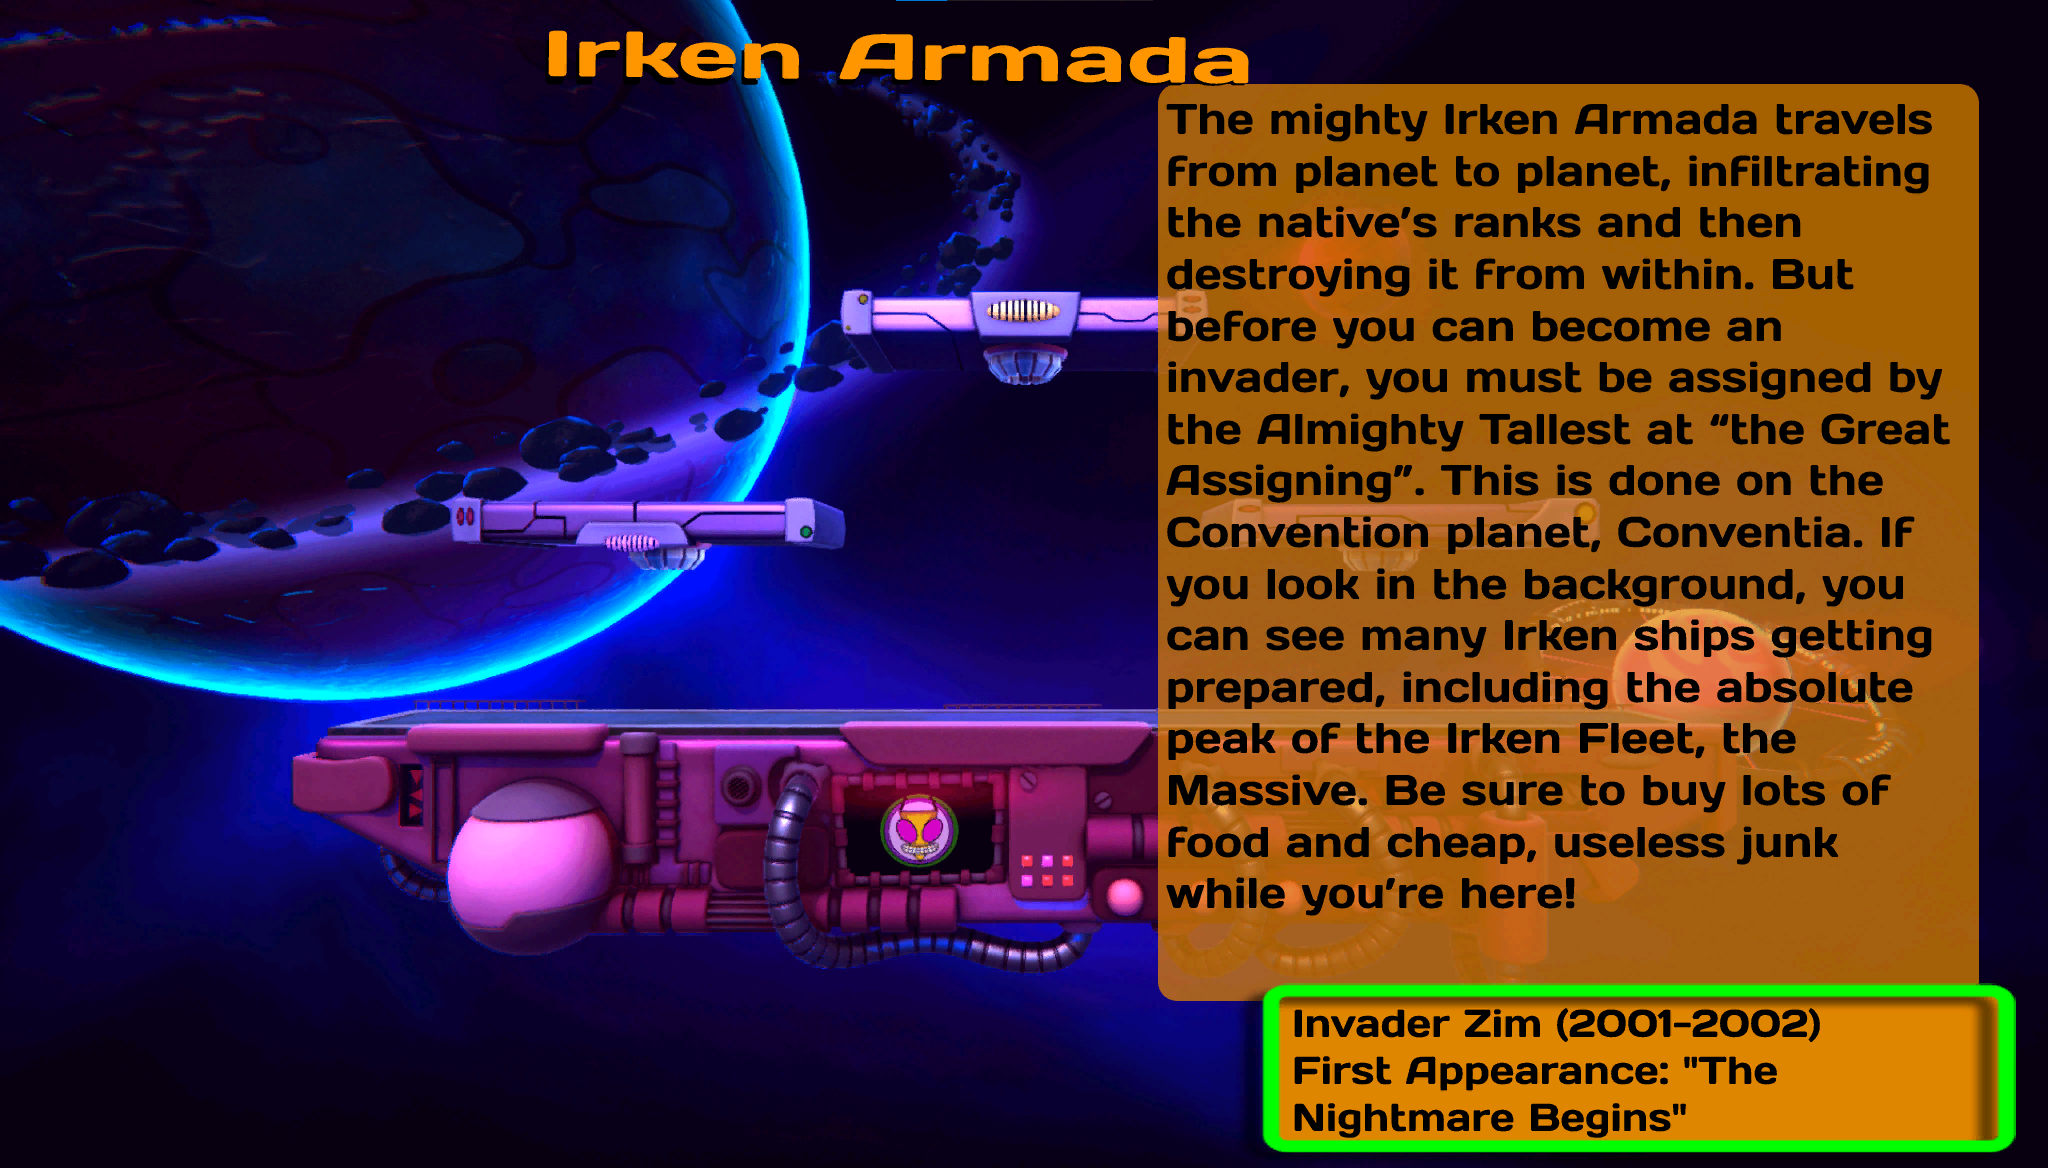 Irken Armada
The mighty Irken Armada travels
from planet to planet, infiltrating
the native’s ranks and then
destroying it from within. But
before you can become an
invader, you must be assigned by
the Almighty Tallest at “the Great
Assigning”. This is done on the
Convention planet, Conventia. If
you look in the background, you
can see many Irken ships getting
prepared, including the absolute
peak of the Irken Fleet, the
Massive. Be sure to buy lots of
food and cheap, useless junk
while you’re here!
Invader Zim (2001-2002)
First Appearance: "The
Nightmare Begins"